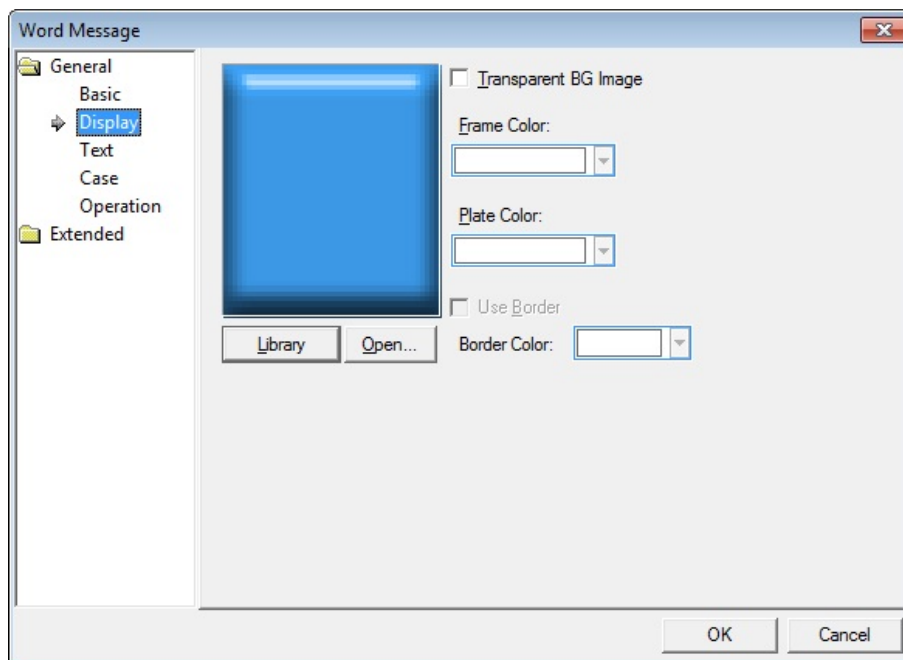 Word Message
General
Basic
Display
Text
Case
Operation
Extended
Transparent BG Image
Frame Color:
Plate Color:
Use Border
Library
Open...
Border Color:
OK
Cancel